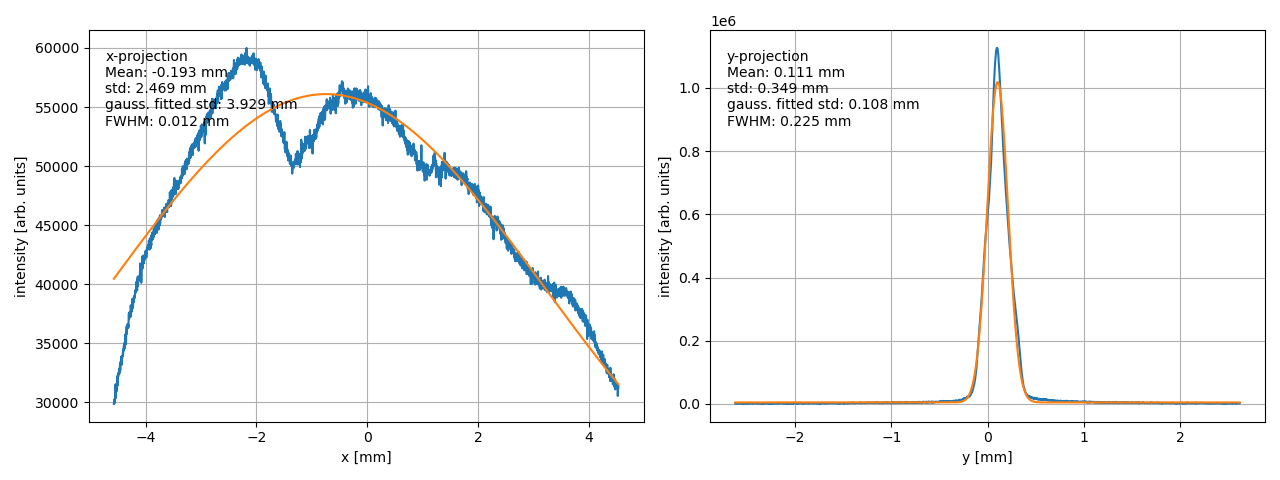 x-projection
Mean: -0.193 mm
std: 2.469 mm
gauss. fitted std: 3.929 mm
FWHM: 0.012 mm
60000
55000
50000
45000
40000
35000
30000
intensity [arb. units]
−4
−2
0
2
4
x [mm]
1e6
y-projection
Mean: 0.111 mm
std: 0.349 mm
gauss. fitted std: 0.108 mm
FWHM: 0.225 mm
1.0
0.8
0.6
0.4
0.2
0.0
intensity [arb. units]
−2
−1
0
1
2
y [mm]